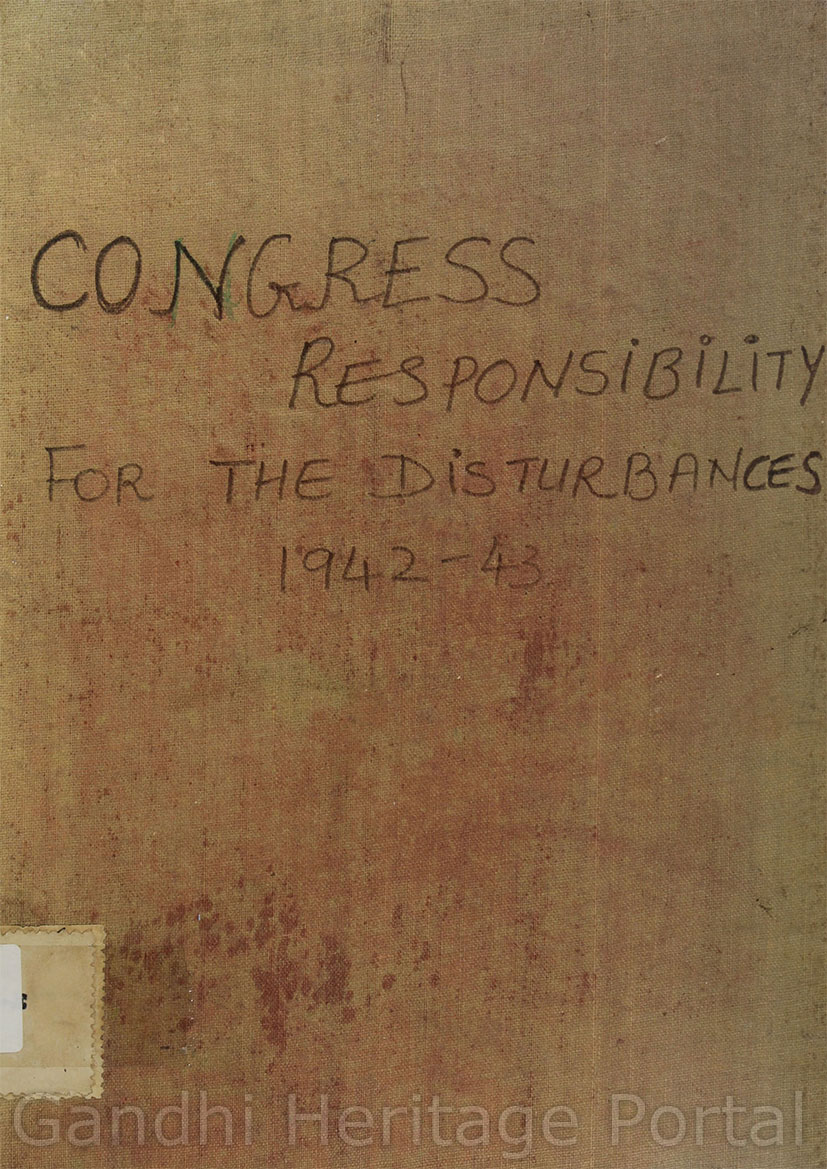 CONGRESS
RESPONSiBiLiTY
FOR THE DiSTURBANCES
1942-43
Gandhi Heritage Portal